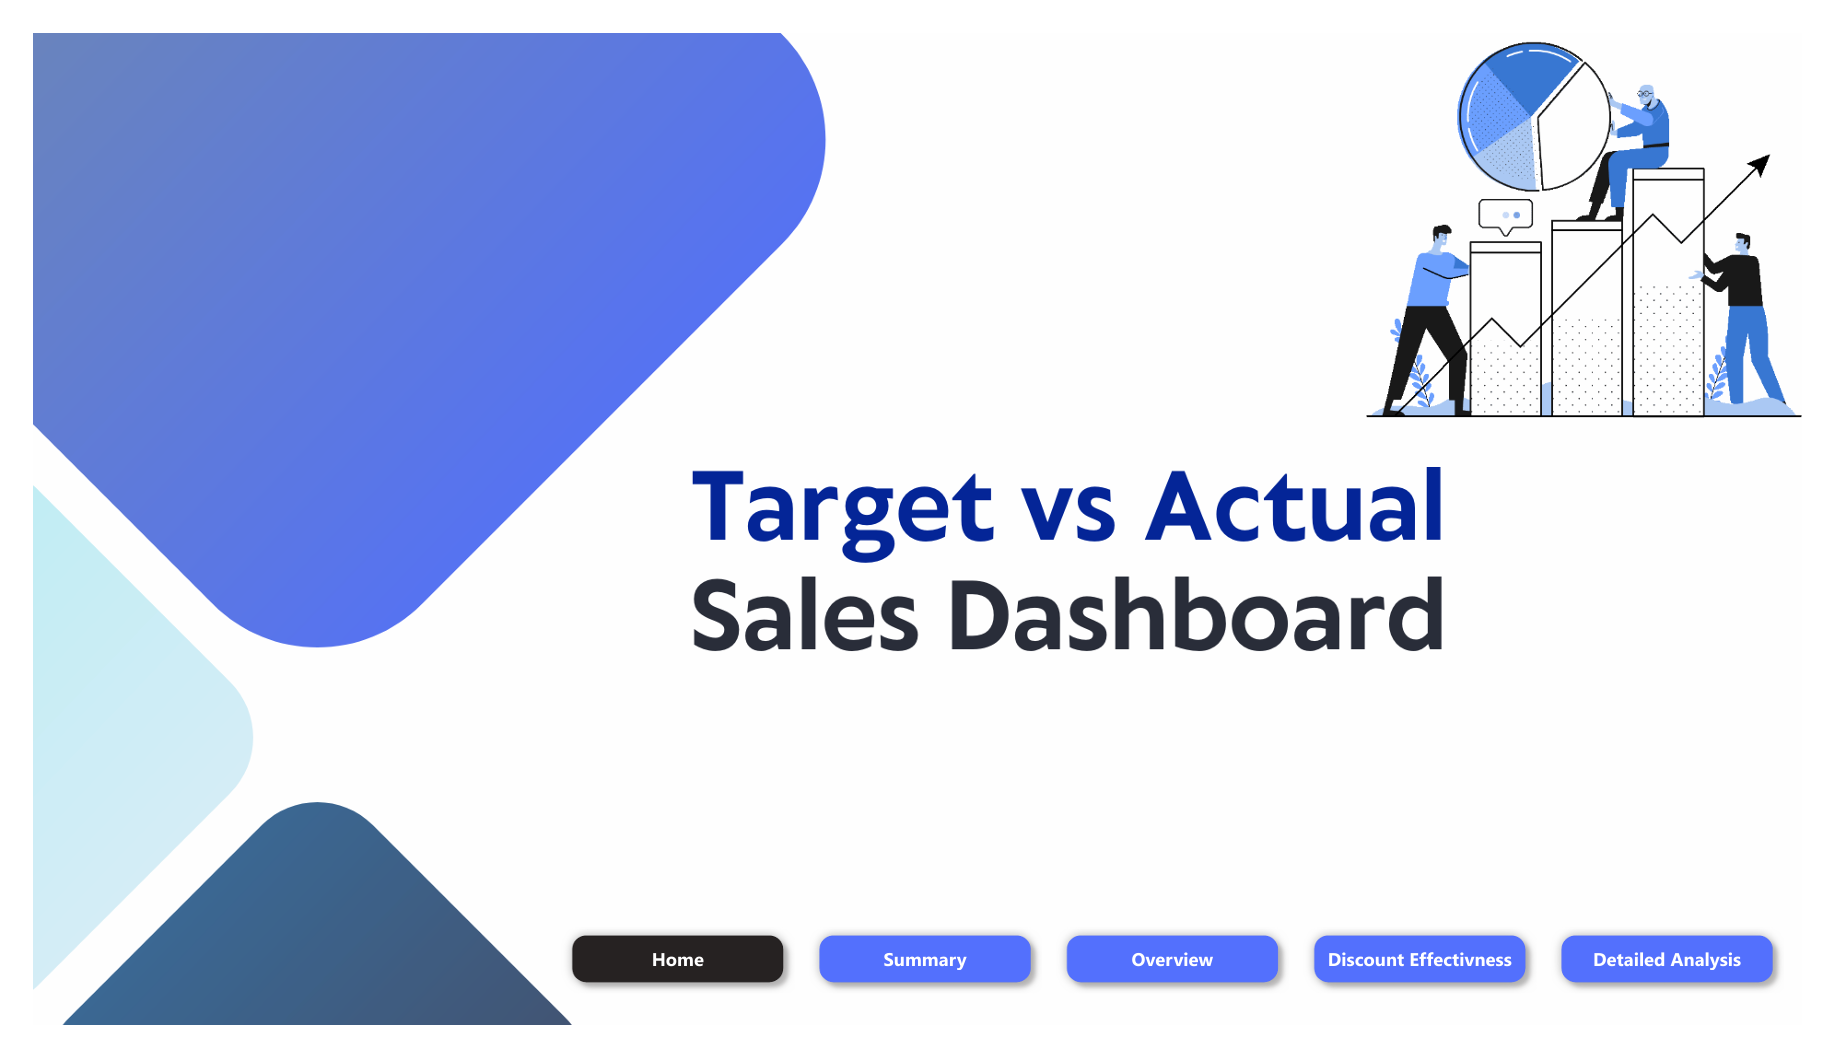 Target vs Actual
Sales Dashboard
Home
Summary
Overview
Discount Effectivness
Detailed Analysis